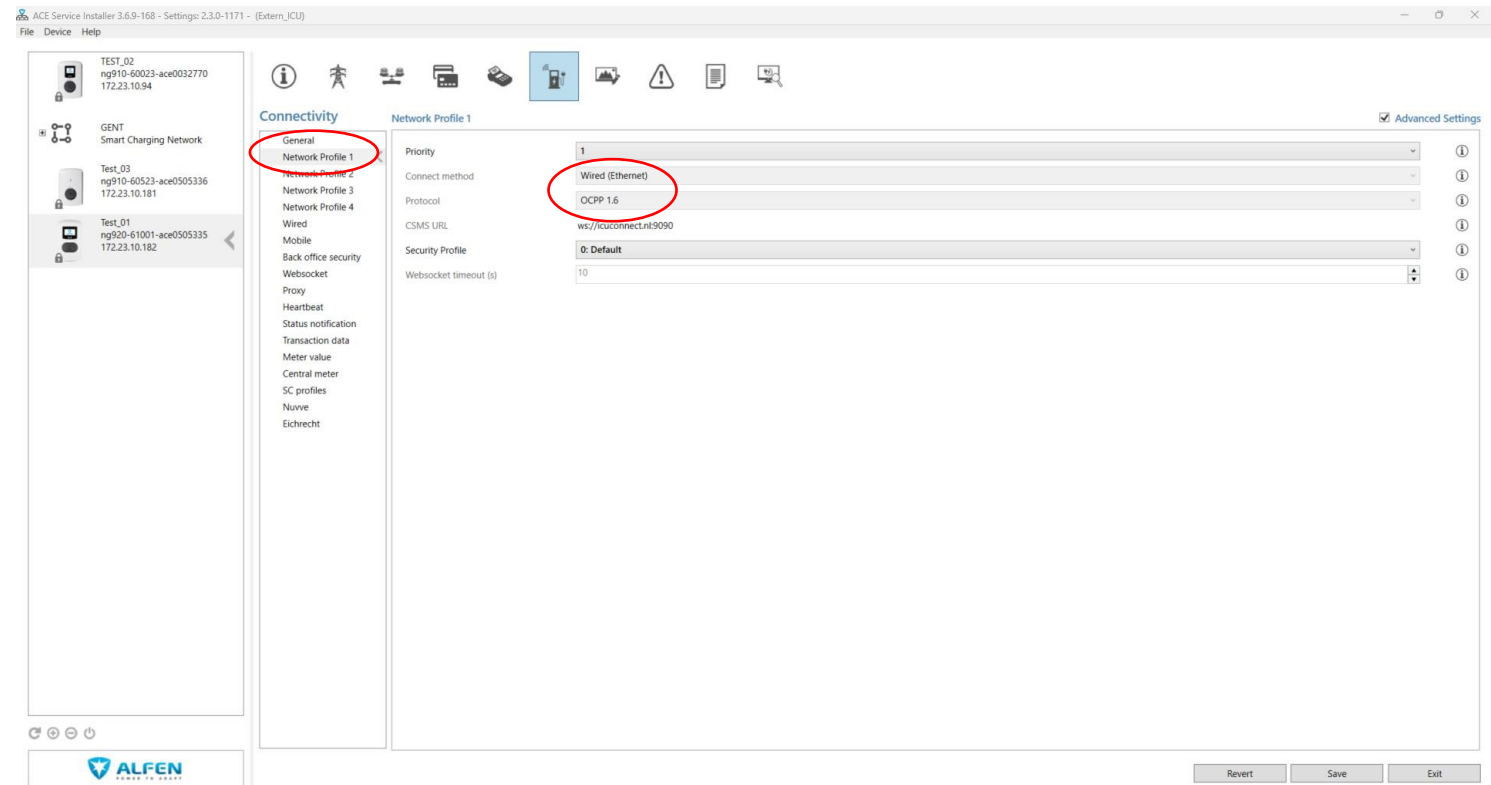 ACE Service Installer 3.6.9-168 - Settings: 2.3.0-1171 - (Extern_ICU)
File Device Help
TEST_02
ng910-60023-ace0032770
172.23.10.94
GENT
Smart Charging Network
Test_03
ng910-60523-ace0505336
172.23.10.181
Test_01
ng920-61001-ace0505335
172.23.10.182
ALFEN
POWER TO ADAPT
Connectivity
General
Network Profile 1
Network Profile 2
Network Profile 3
Network Profile 4
Wired
Mobile
Back office security
Websocket
Proxy
Heartbeat
Status notification
Transaction data
Meter value
Central meter
SC profiles
Nuvve
Eichrecht
Network Profile 1
Advanced Settings
Priority 1
Connect method Wired (Ethernet)
Protocol OCPP 1.6
CSMS URL ws://icuconnect.nl:9090
Security Profile 0: Default
Websocket timeout (s) 10
Revert Save Exit